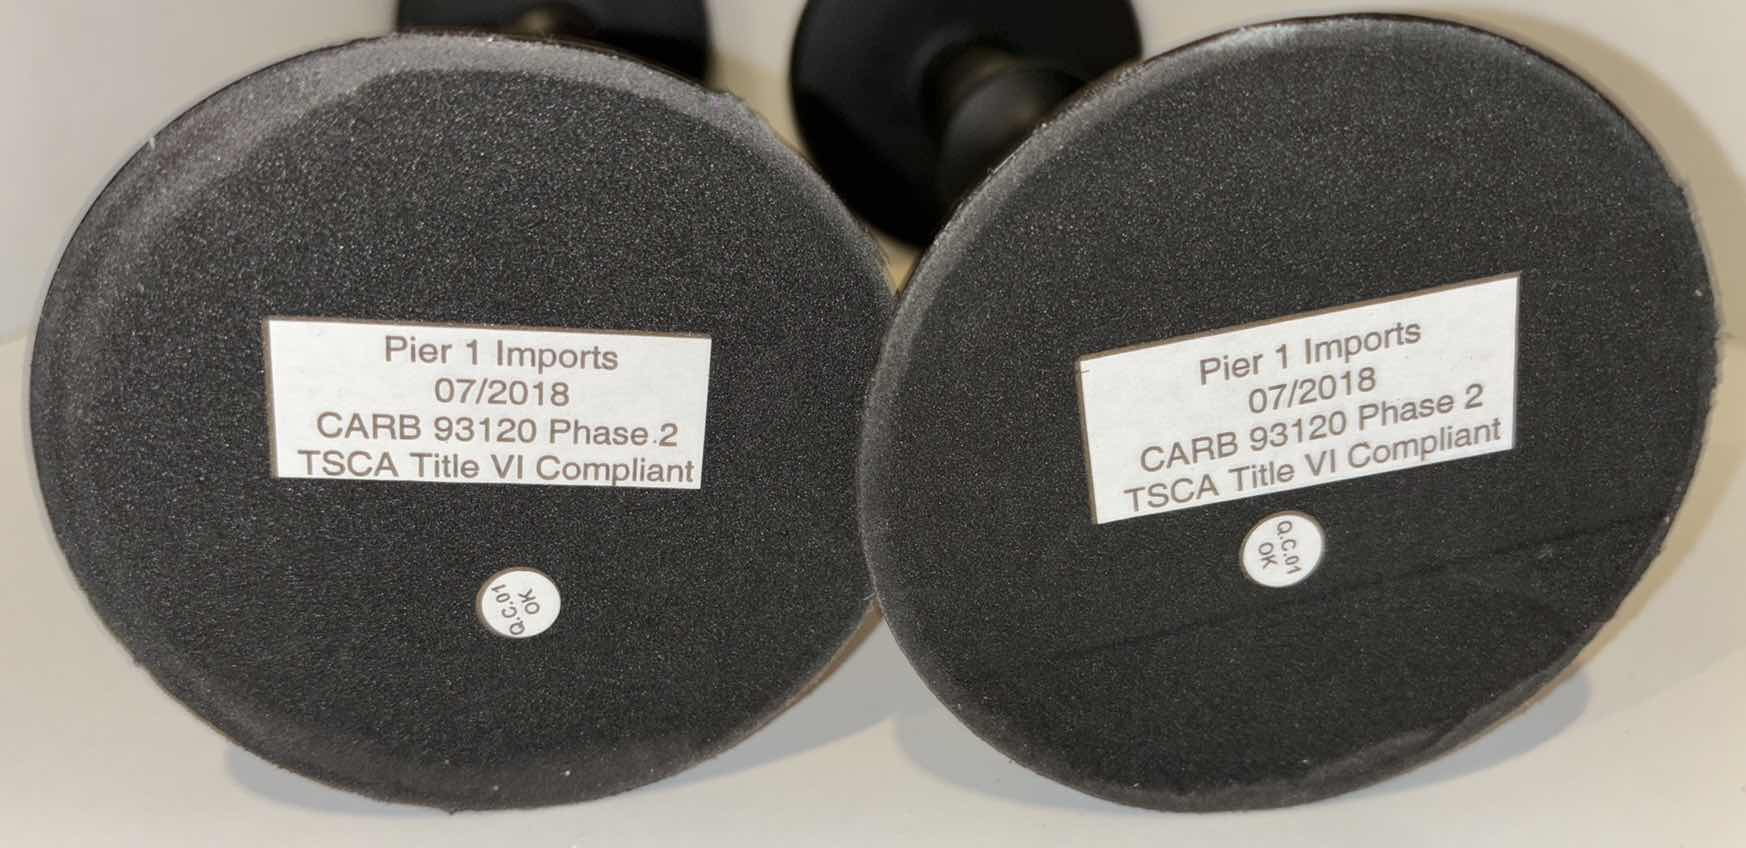 Pier 1 Imports
07/2018
CARB 93120 Phase 2
TSCA Title VI Compliant
Q.C.01
OK
Pier 1 Imports
07/2018
CARB 93120 Phase 2
TSCA Title VI Compliant
Q.C.01
OK